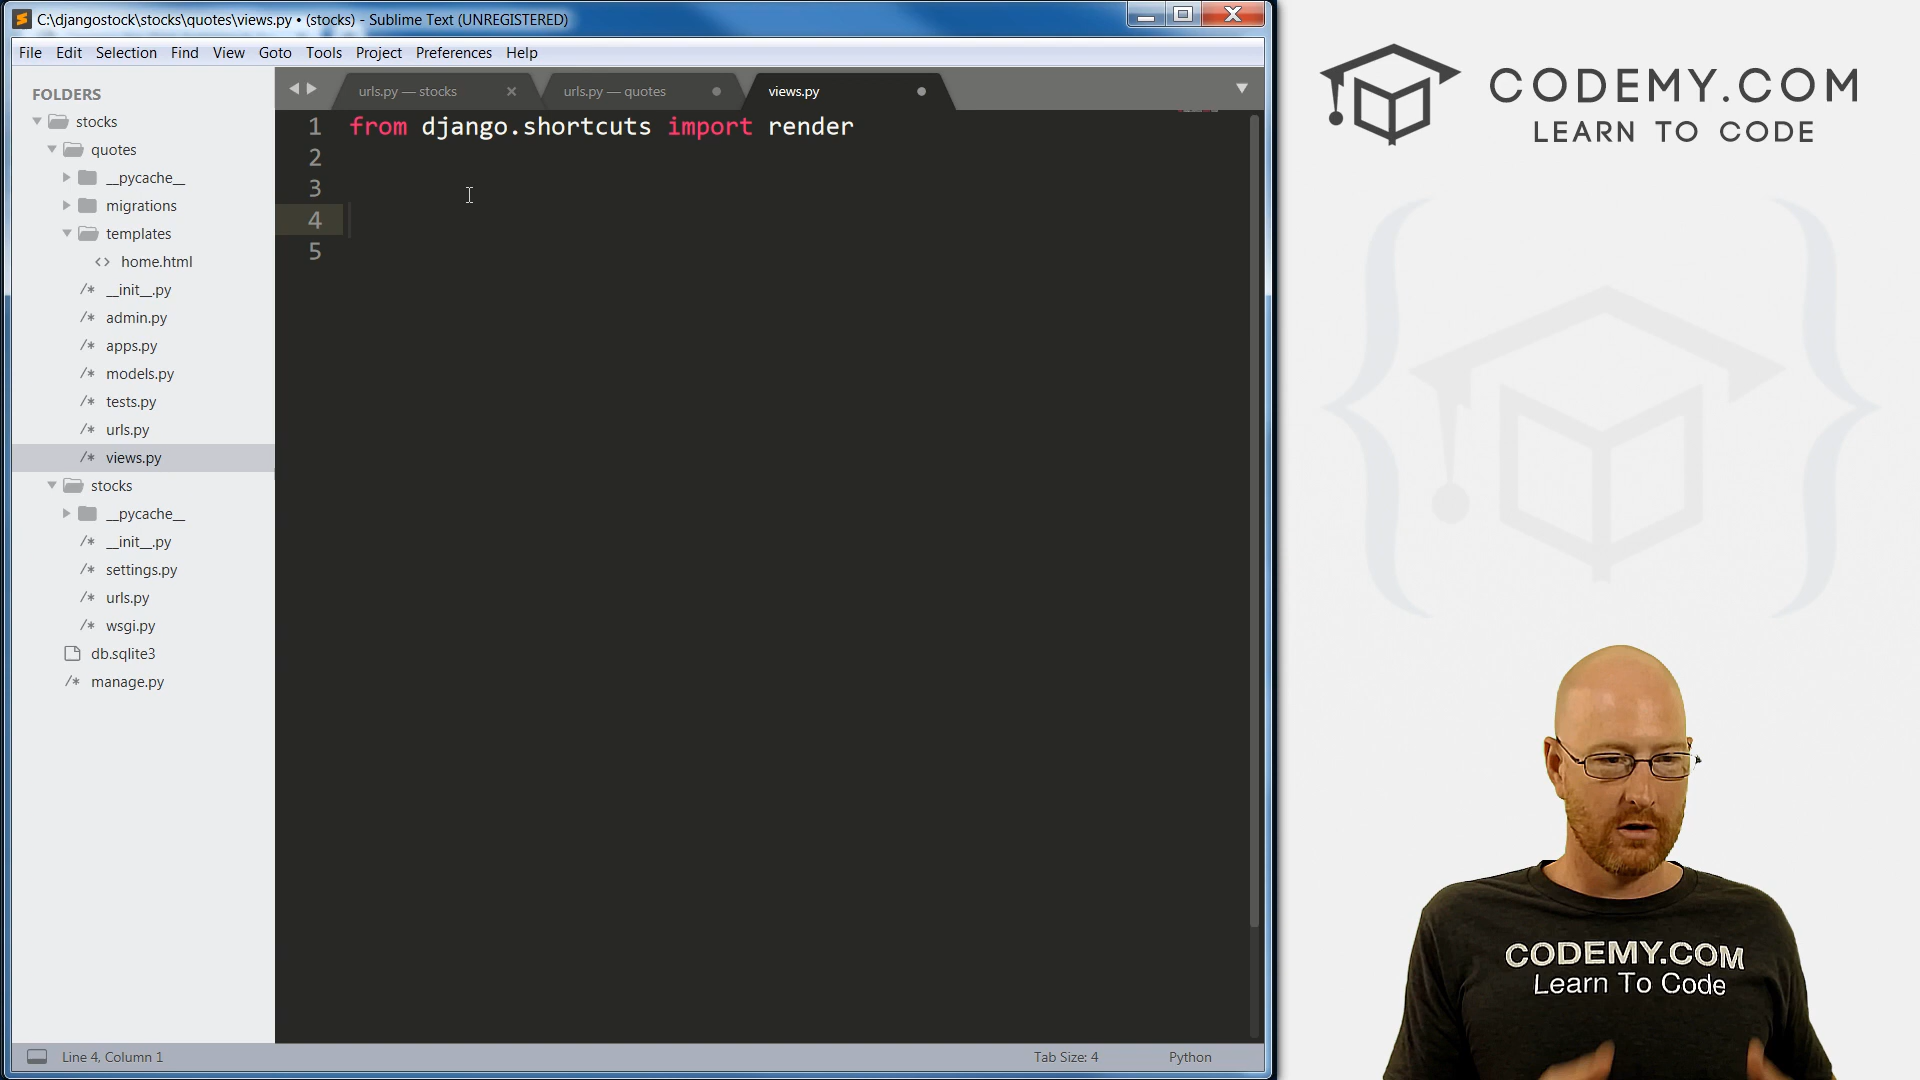 C:\djangostock\stocks\quotes\views.py • (stocks) - Sublime Text (UNREGISTERED)
File Edit Selection Find View Goto Tools Project Preferences Help
FOLDERS
stocks
quotes
__pycache__
migrations
templates
<> home.html
/* __init__.py
/* admin.py
/* apps.py
/* models.py
/* tests.py
/* urls.py
/* views.py
stocks
__pycache__
/* __init__.py
/* settings.py
/* urls.py
/* wsgi.py
db.sqlite3
/* manage.py
urls.py — stocks
urls.py — quotes
views.py
1 from django.shortcuts import render
2
3
4
5
Line 4, Column 1
Tab Size: 4
Python
CODEMY.COM
LEARN TO CODE
CODEMY.COM
Learn To Code